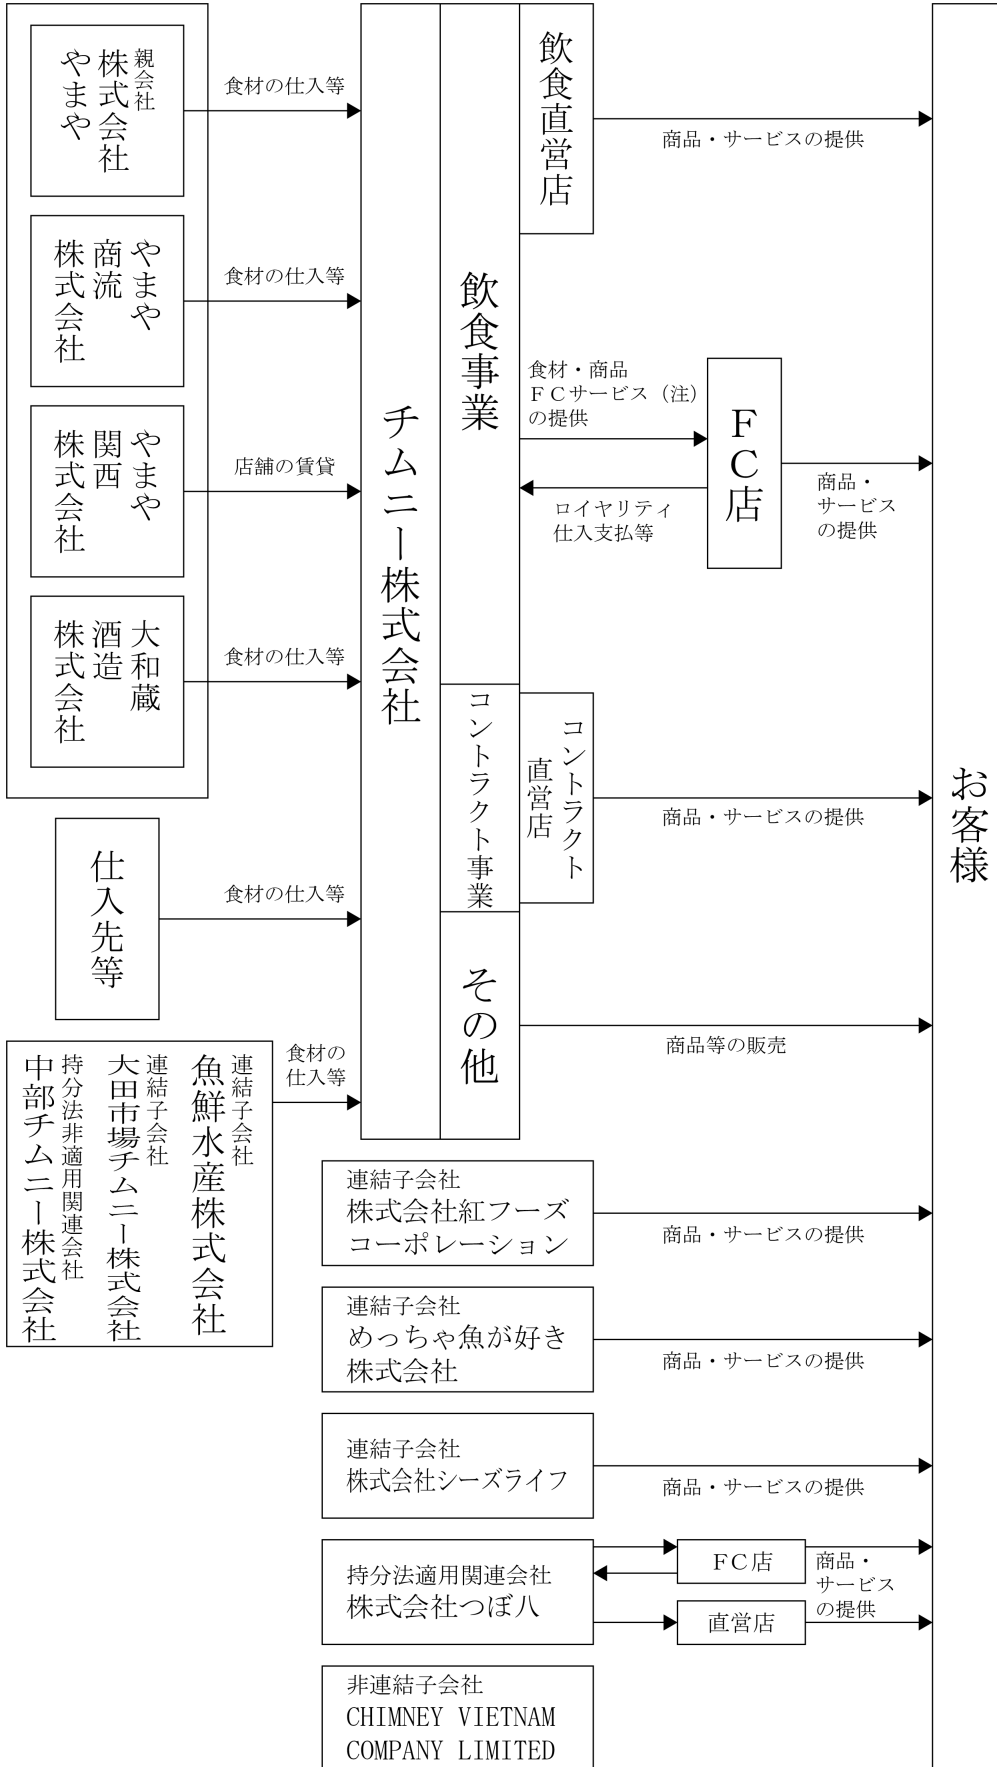 親会社
株式会社
やまや
食材の仕入等
やまや
商流
株式会社
食材の仕入等
やまや
関西
株式会社
店舗の賃貸
大和蔵
酒造
株式会社
食材の仕入等
仕入先等
食材の仕入等
連結子会社
魚鮮水産株式会社
連結子会社
大田市場チムニー株式会社
持分法非適用関連会社
中部チムニー株式会社
食材の
仕入等
チムニー株式会社
飲食事業
コントラクト事業
その他
飲食直営店
商品・サービスの提供
食材・商品
ＦＣサービス（注）
の提供
ロイヤリティ
仕入支払等
ＦＣ店
商品・
サービス
の提供
コントラクト
直営店
商品・サービスの提供
商品等の販売
連結子会社
株式会社紅フーズ
コーポレーション
商品・サービスの提供
連結子会社
めっちゃ魚が好き
株式会社
商品・サービスの提供
連結子会社
株式会社シーズライフ
商品・サービスの提供
持分法適用関連会社
株式会社つぼ八
ＦＣ店
直営店
商品・
サービス
の提供
非連結子会社
CHIMNEY VIETNAM
COMPANY LIMITED
お客様